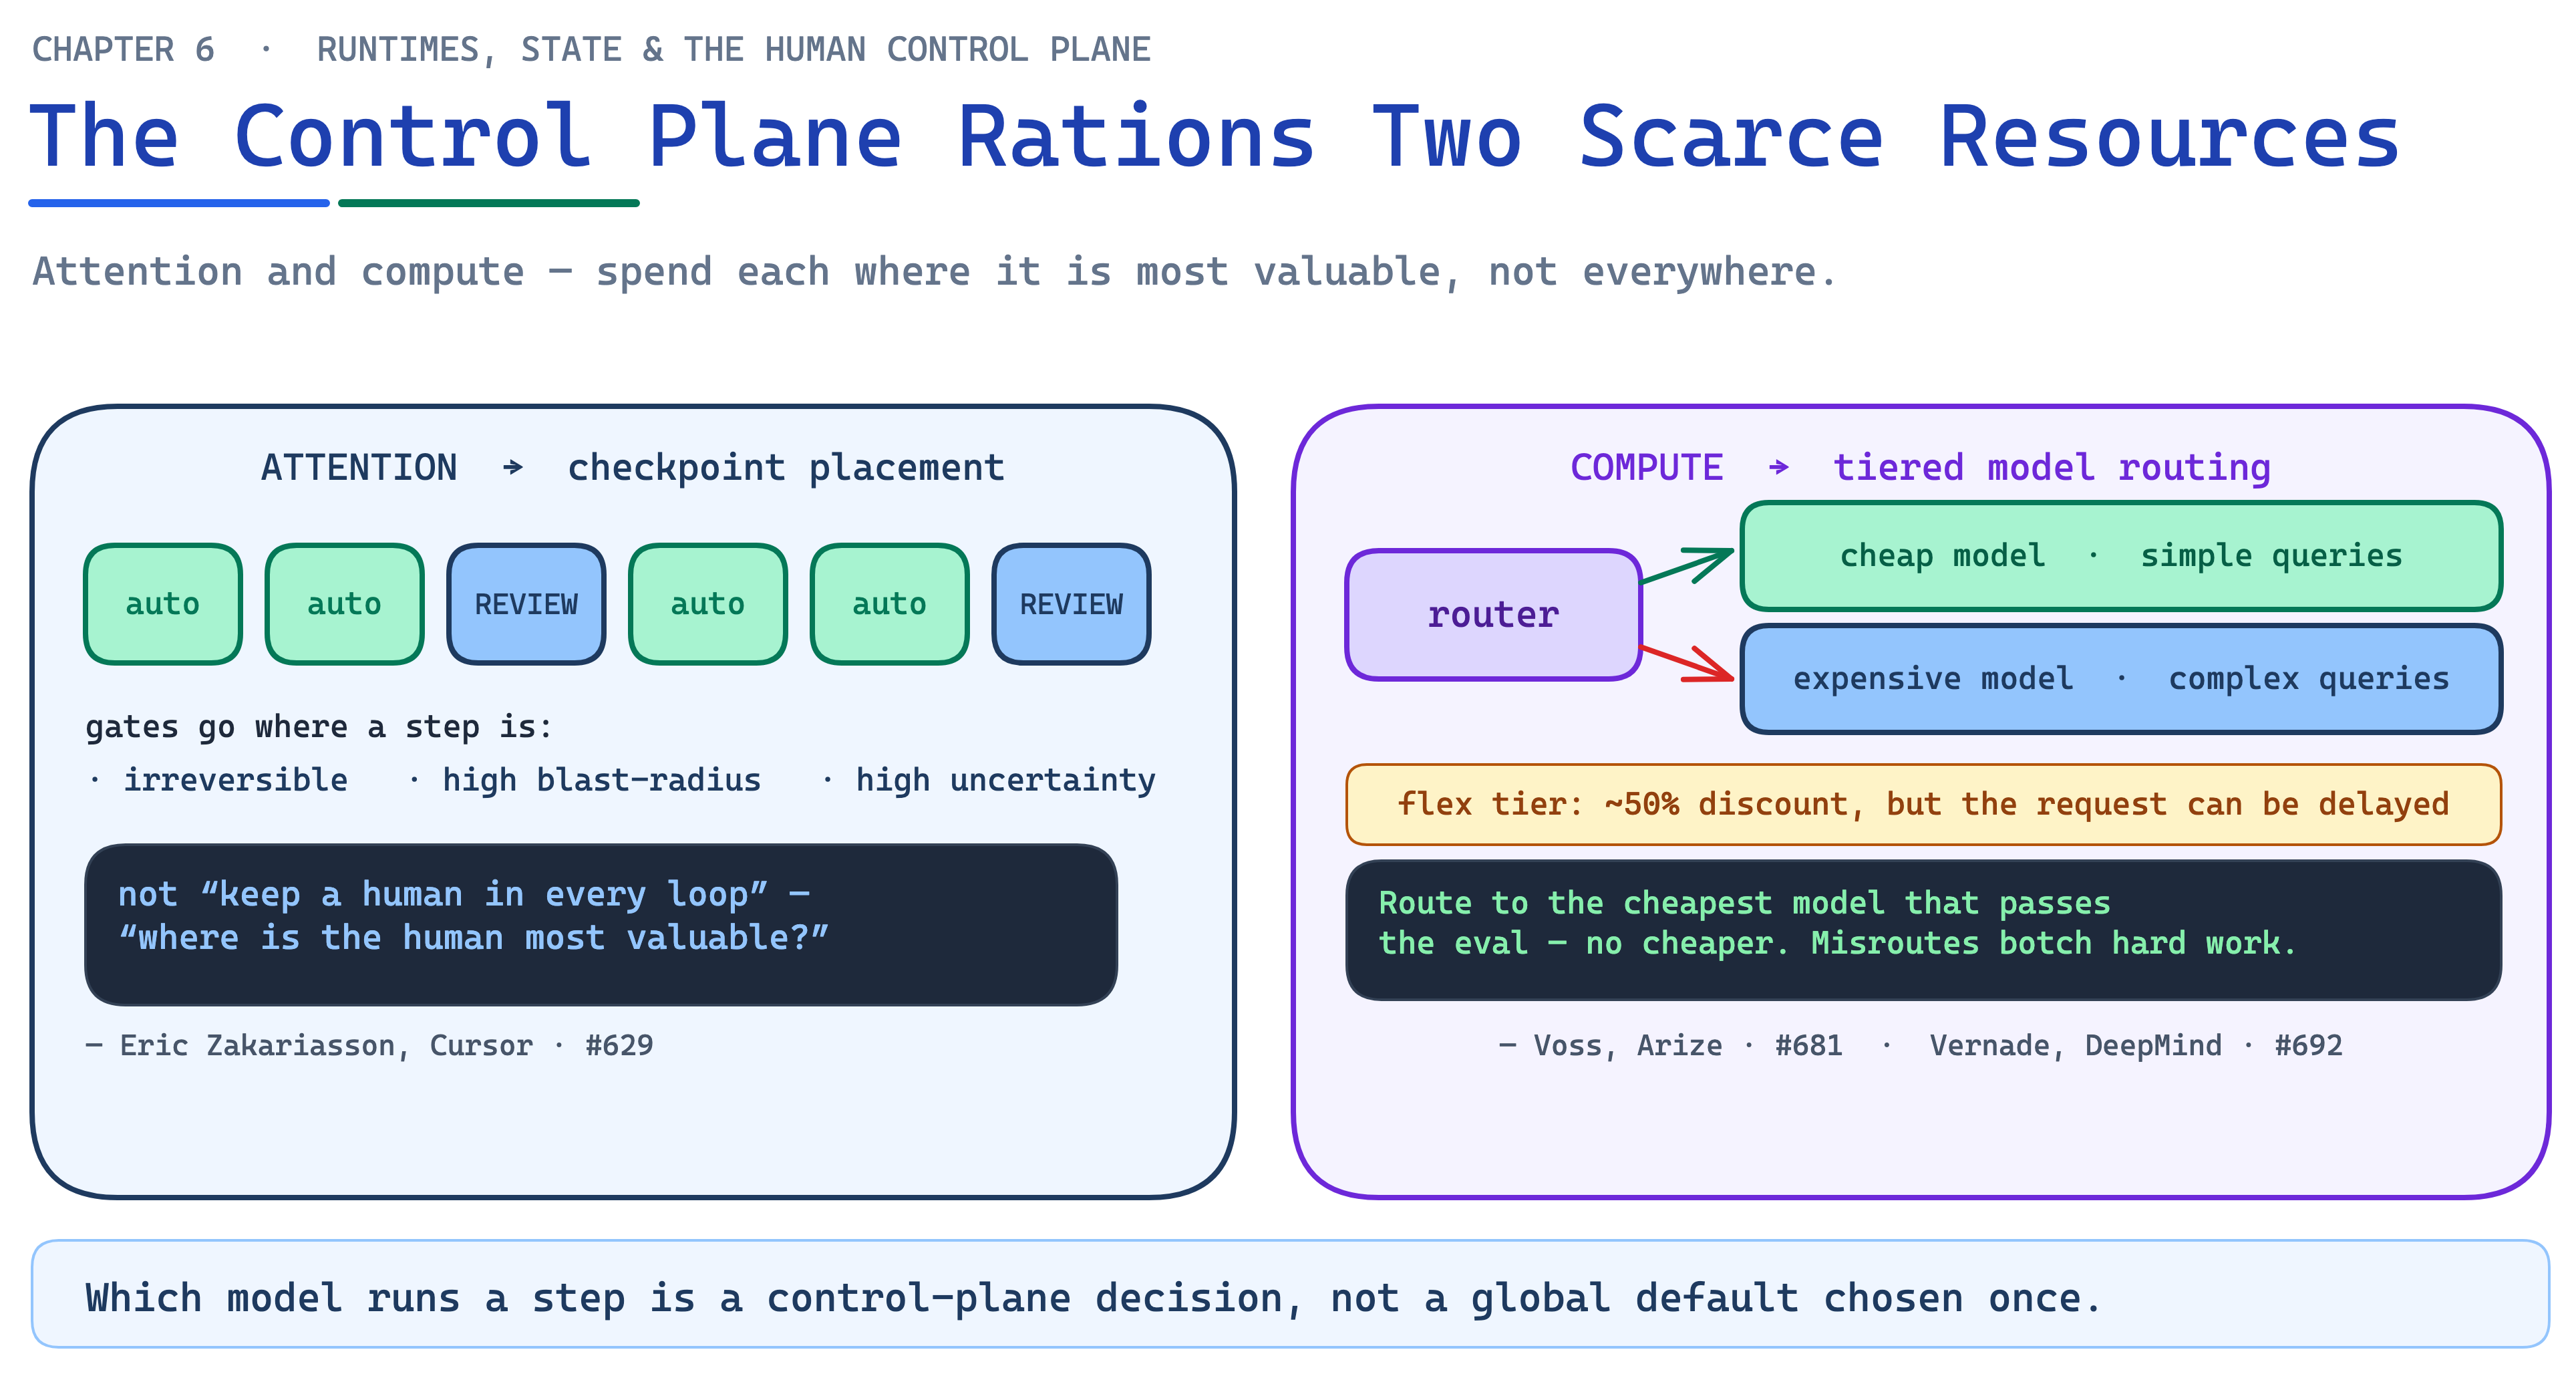 CHAPTER 6 · RUNTIMES, STATE & THE HUMAN CONTROL PLANE
The Control Plane Rations Two Scarce Resources
Attention and compute — spend each where it is most valuable, not everywhere.
ATTENTION → checkpoint placement
auto auto REVIEW auto auto REVIEW
gates go where a step is:
· irreversible · high blast-radius · high uncertainty
not “keep a human in every loop” —
“where is the human most valuable?”
— Eric Zakariasson, Cursor · #629
COMPUTE → tiered model routing
router
cheap model · simple queries
expensive model · complex queries
flex tier: ~50% discount, but the request can be delayed
Route to the cheapest model that passes
the eval — no cheaper. Misroutes botch hard work.
— Voss, Arize · #681 · Vernade, DeepMind · #692
Which model runs a step is a control-plane decision, not a global default chosen once.